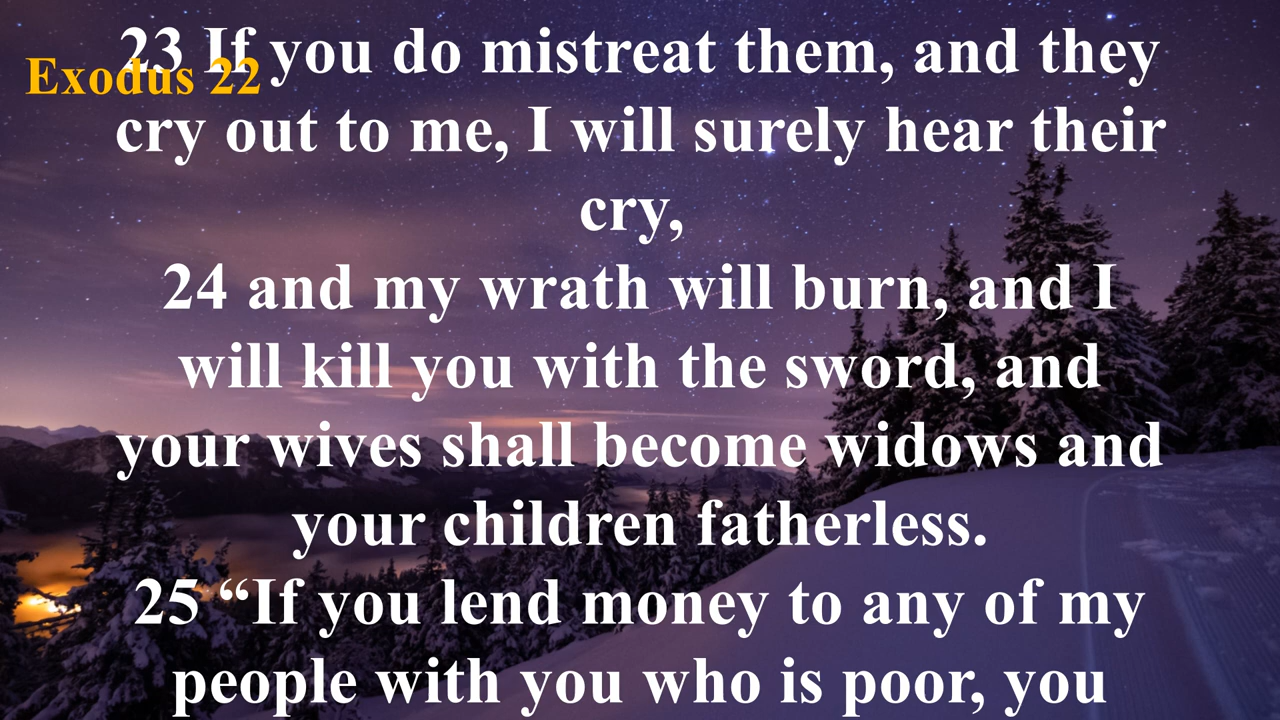 23 If you do mistreat them, and they
Exodus 22
cry out to me, I will surely hear their
cry,
24 and my wrath will burn, and I
will kill you with the sword, and
your wives shall become widows and
your children fatherless.
25 “If you lend money to any of my
people with you who is poor, you